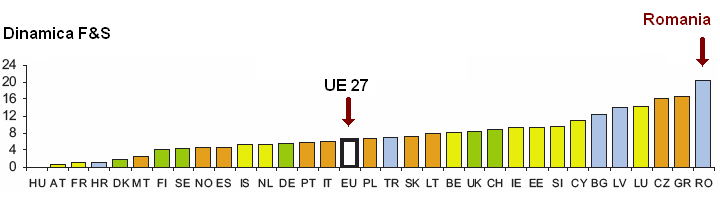 Romania
Dinamica F&S
UE 27
24
20
16
12
8
4
0
HU AT FR HR DK MT FI SE NO ES IS NL DE PT IT EU PL TR SK LT BE UK CH IE EE SI CY BG LV LU CZ GR RO